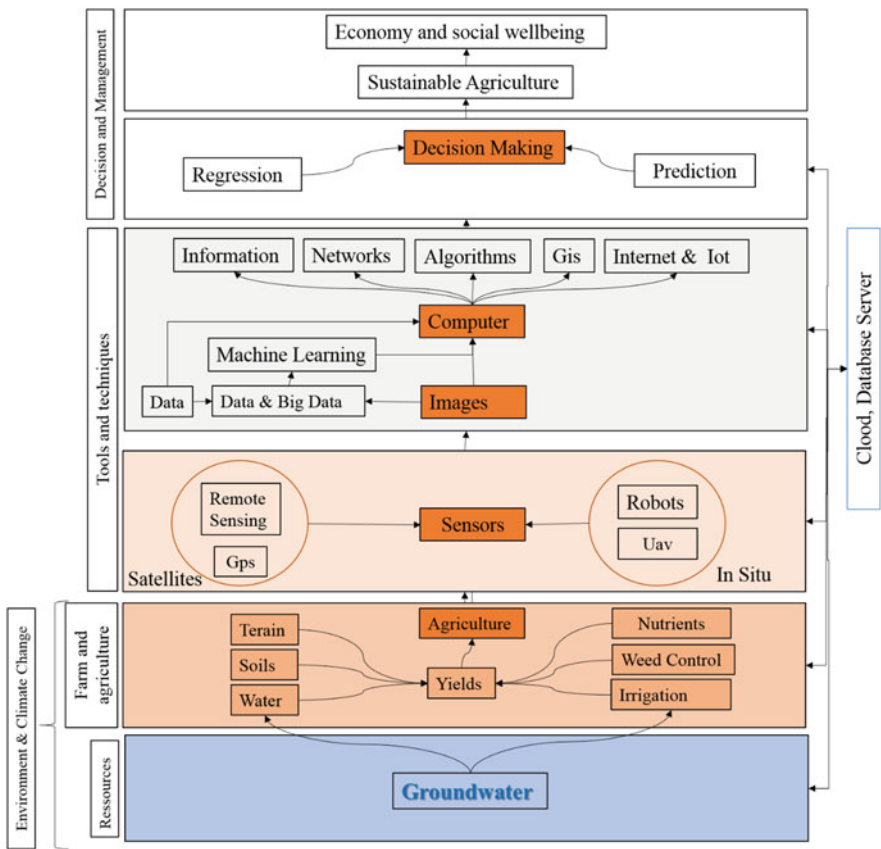 Economy and social wellbeing
Sustainable Agriculture
Decision and Management
Decision Making
Regression
Prediction
Information
Networks
Algorithms
Gis
Internet & Iot
Computer
Machine Learning
Data
Data & Big Data
Images
Tools and techniques
Clood, Database Server
Remote
Sensing
Gps
Satellites
Sensors
Robots
Uav
In Situ
Environment & Climate Change
Farm and
agriculture
Agriculture
Terain
Soils
Water
Yields
Nutrients
Weed Control
Irrigation
Ressources
Groundwater